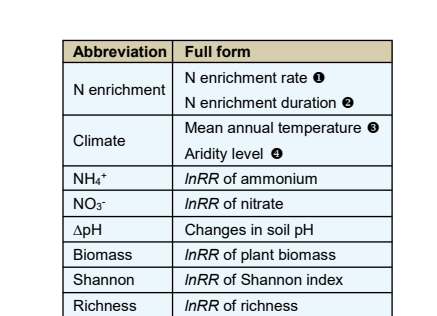 Abbreviation Full form
N enrichment N enrichment rate ❶
N enrichment duration ❷
Climate Mean annual temperature ❸
Aridity level ❹
NH₄⁺ lnRR of ammonium
NO₃⁻ lnRR of nitrate
ΔpH Changes in soil pH
Biomass lnRR of plant biomass
Shannon lnRR of Shannon index
Richness lnRR of richness